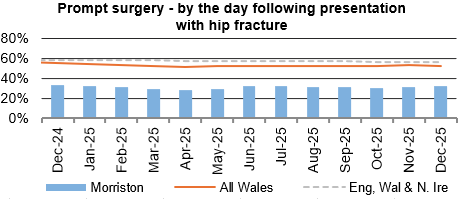 Prompt surgery - by the day following presentation
with hip fracture
80%
60%
40%
20%
0%
Dec-24
Jan-25
Feb-25
Mar-25
Apr-25
May-25
Jun-25
Jul-25
Aug-25
Sep-25
Oct-25
Nov-25
Dec-25
Morriston All Wales Eng, Wal & N. Ire